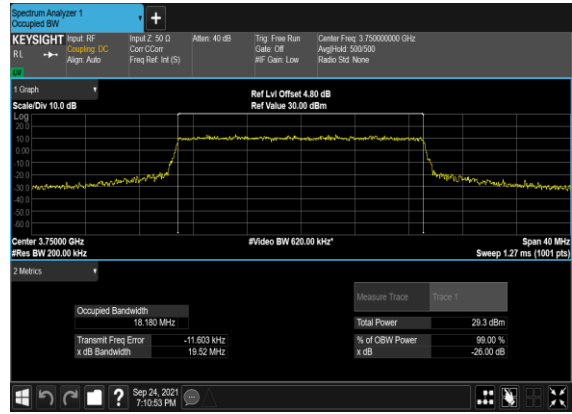 Spectrum Analyzer 1
Occupied BW
+
KEYSIGHT Input: RF Input Z: 50 Ω Atten: 40 dB Trig: Free Run Center Freq: 3.750000000 GHz
RL Coupling: DC Corr CCorr Gate: Off Avg|Hold: 500/500
Align: Auto Freq Ref: Int (S) #IF Gain: Low Radio Std: None
LW
1 Graph
Ref Lvl Offset 4.80 dB
Scale/Div 10.0 dB Ref Value 30.00 dBm
Log
20.0
10.0
0.00
-10.0
-20.0
-30.0
-40.0
-50.0
-60.0
Center 3.75000 GHz #Video BW 620.00 kHz* Span 40 MHz
#Res BW 200.00 kHz Sweep 1.27 ms (1001 pts)
2 Metrics
Measure Trace Trace 1
Occupied Bandwidth
18.180 MHz Total Power 29.3 dBm
Transmit Freq Error -11.603 kHz % of OBW Power 99.00 %
x dB Bandwidth 19.52 MHz x dB -26.00 dB
? Sep 24, 2021
7:10:53 PM